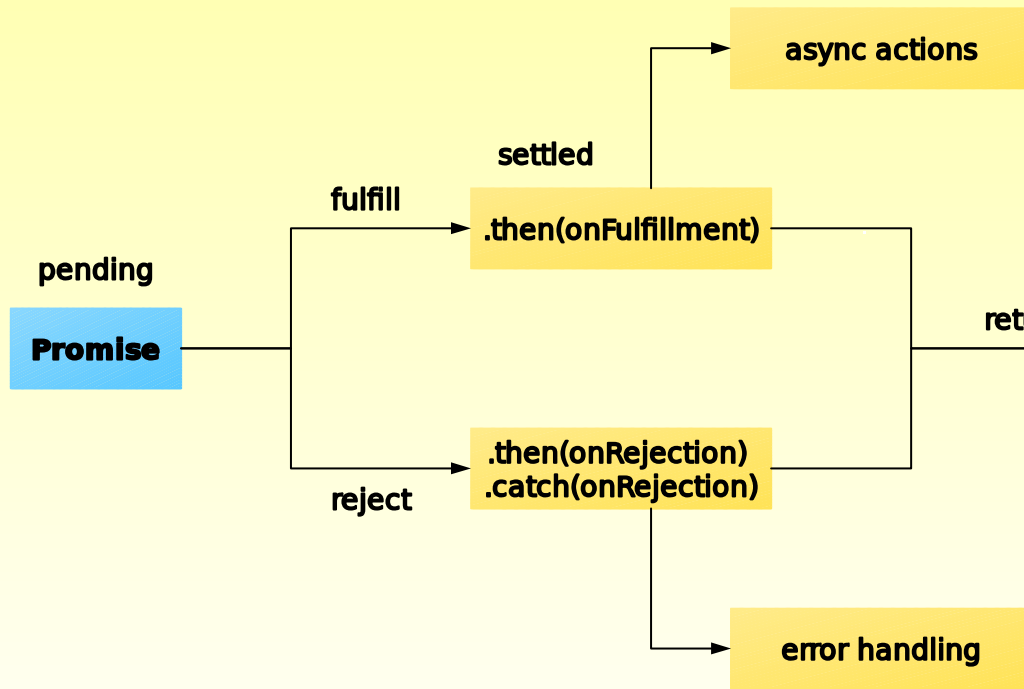 async actions
settled
fulfill
.then(onFulfillment)
pending
Promise
.then(onRejection)
.catch(onRejection)
reject
error handling